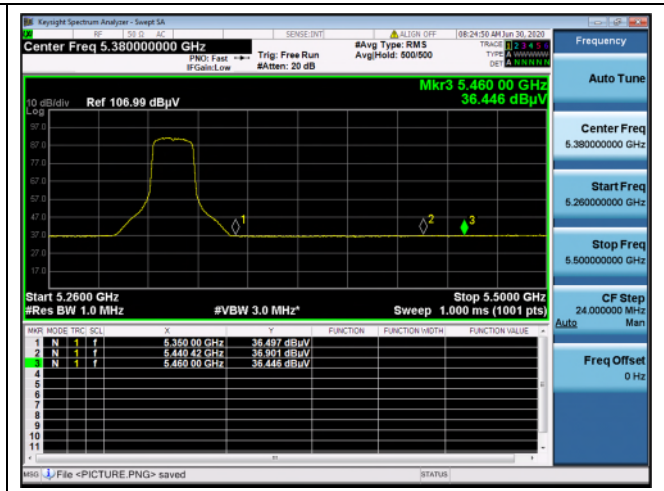 Keysight Spectrum Analyzer - Swept SA
RF 50 Ω AC SENSE:INT ALIGN OFF 08:24:50 AM Jun 30, 2020
Center Freq 5.380000000 GHz
PNO: Fast
IFGain:Low
Trig: Free Run
#Atten: 20 dB
#Avg Type: RMS
Avg|Hold: 500/500
TRACE 1 2 3 4 5 6
TYPE A WWWWW
DET A N N N N N
Frequency
Mkr3 5.460 00 GHz
36.446 dBµV
10 dB/div Ref 106.99 dBµV
Log
97.0
87.0
77.0
67.0
57.0
47.0
37.0
27.0
17.0
1
2
3
Start 5.2600 GHz Stop 5.5000 GHz
#Res BW 1.0 MHz #VBW 3.0 MHz* Sweep 1.000 ms (1001 pts)
MKR MODE TRC SCL X Y FUNCTION FUNCTION WIDTH FUNCTION VALUE
1 N 1 f 5.350 00 GHz 36.497 dBµV
2 N 1 f 5.440 42 GHz 36.901 dBµV
3 N 1 f 5.460 00 GHz 36.446 dBµV
4
5
6
7
8
9
10
11
Auto Tune
Center Freq
5.380000000 GHz
Start Freq
5.260000000 GHz
Stop Freq
5.500000000 GHz
CF Step
24.000000 MHz
Auto Man
Freq Offset
0 Hz
MSG File <PICTURE.PNG> saved STATUS